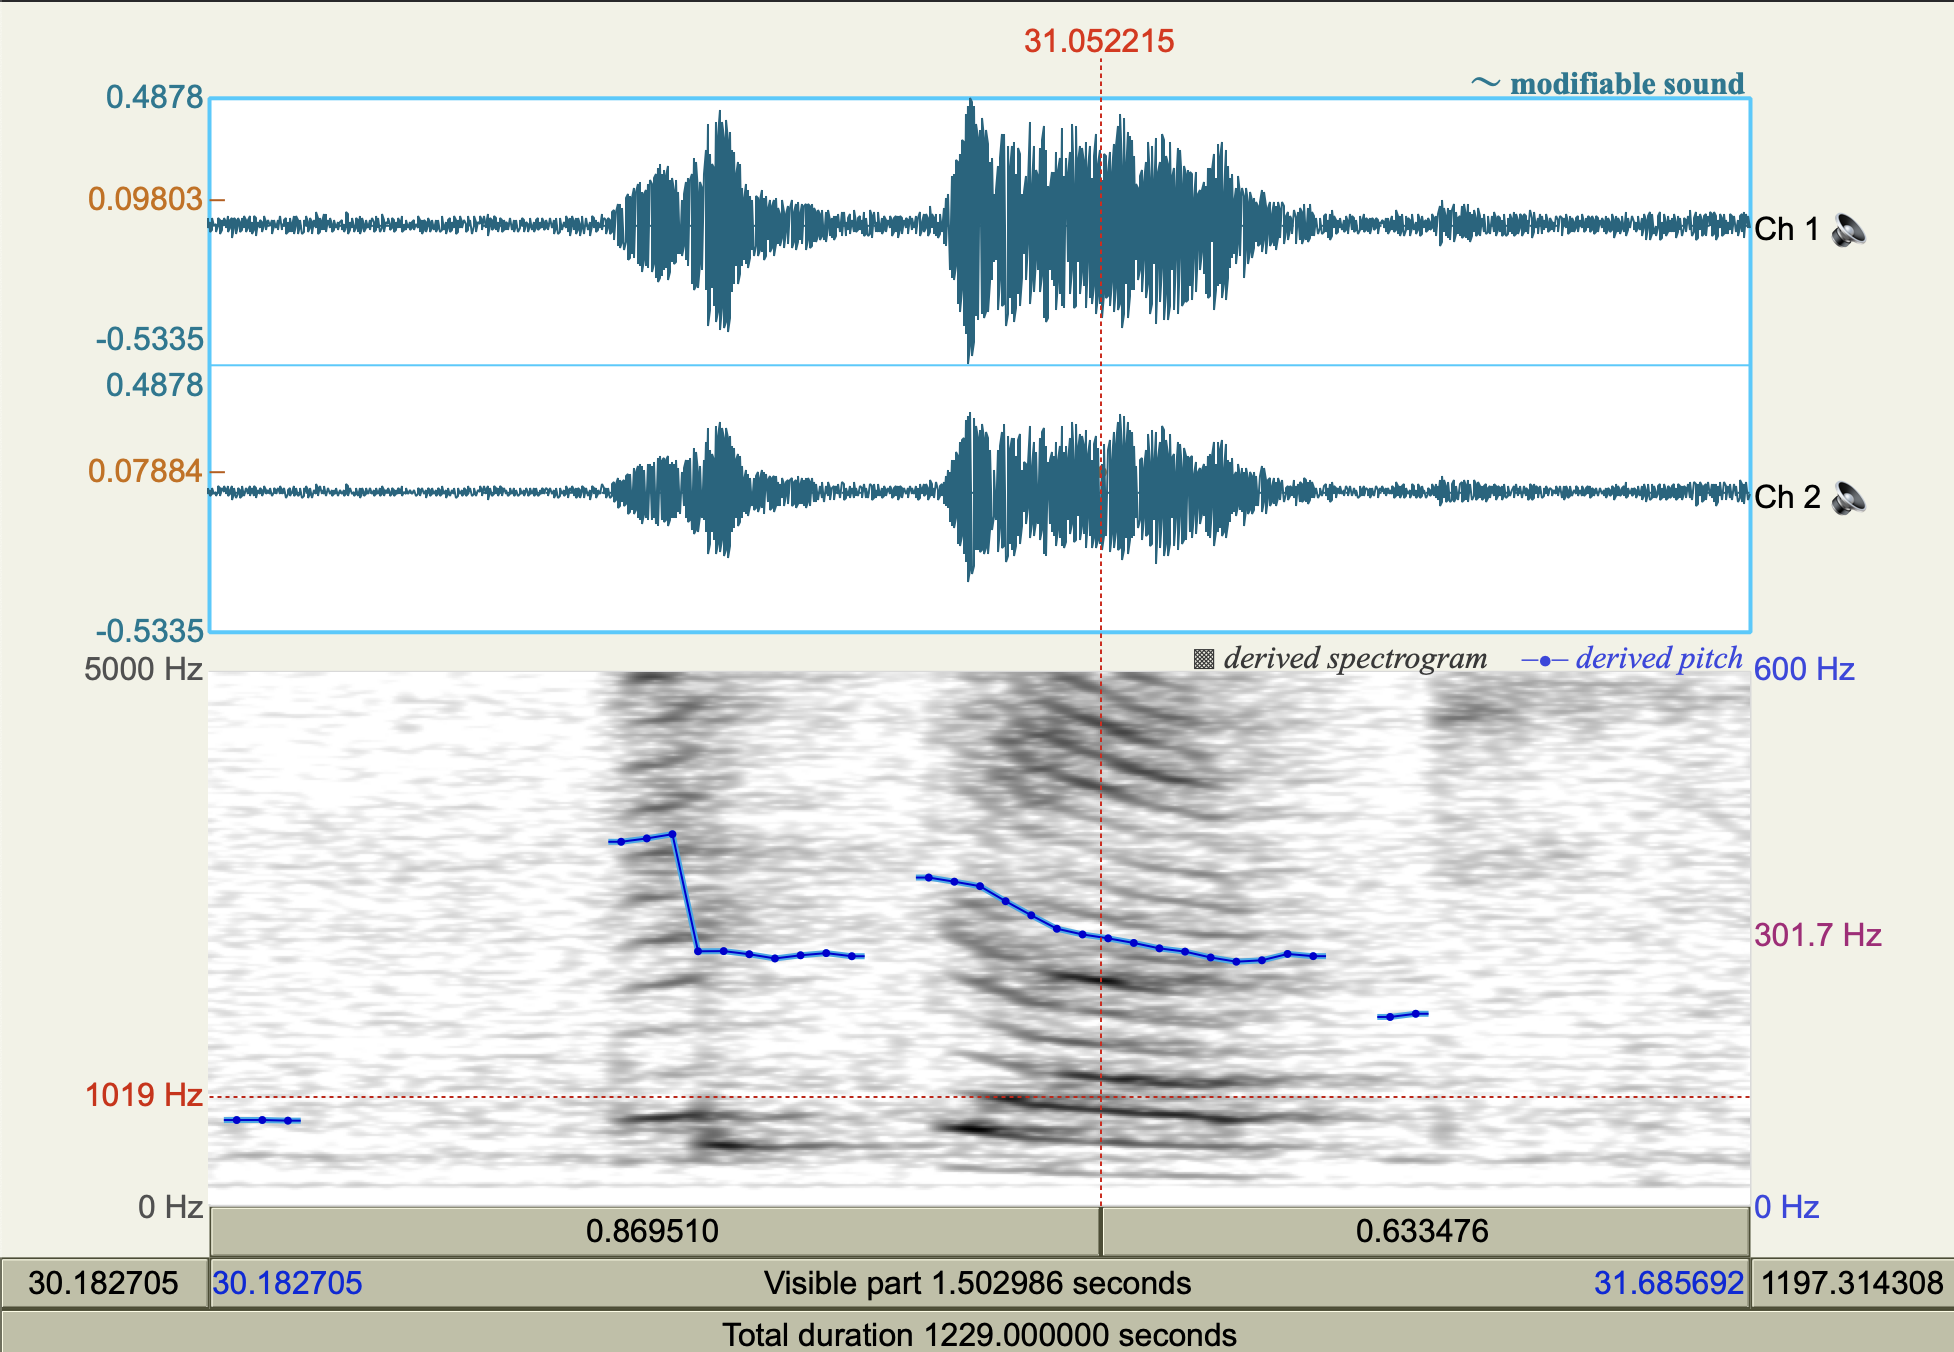 31.052215
~ modifiable sound
0.4878
0.09803
Ch 1
-0.5335
0.4878
0.07884
Ch 2
-0.5335
derived spectrogram
derived pitch
5000 Hz
600 Hz
301.7 Hz
1019 Hz
0 Hz
0 Hz
0.869510
0.633476
30.182705
30.182705
Visible part 1.502986 seconds
31.685692
1197.314308
Total duration 1229.000000 seconds